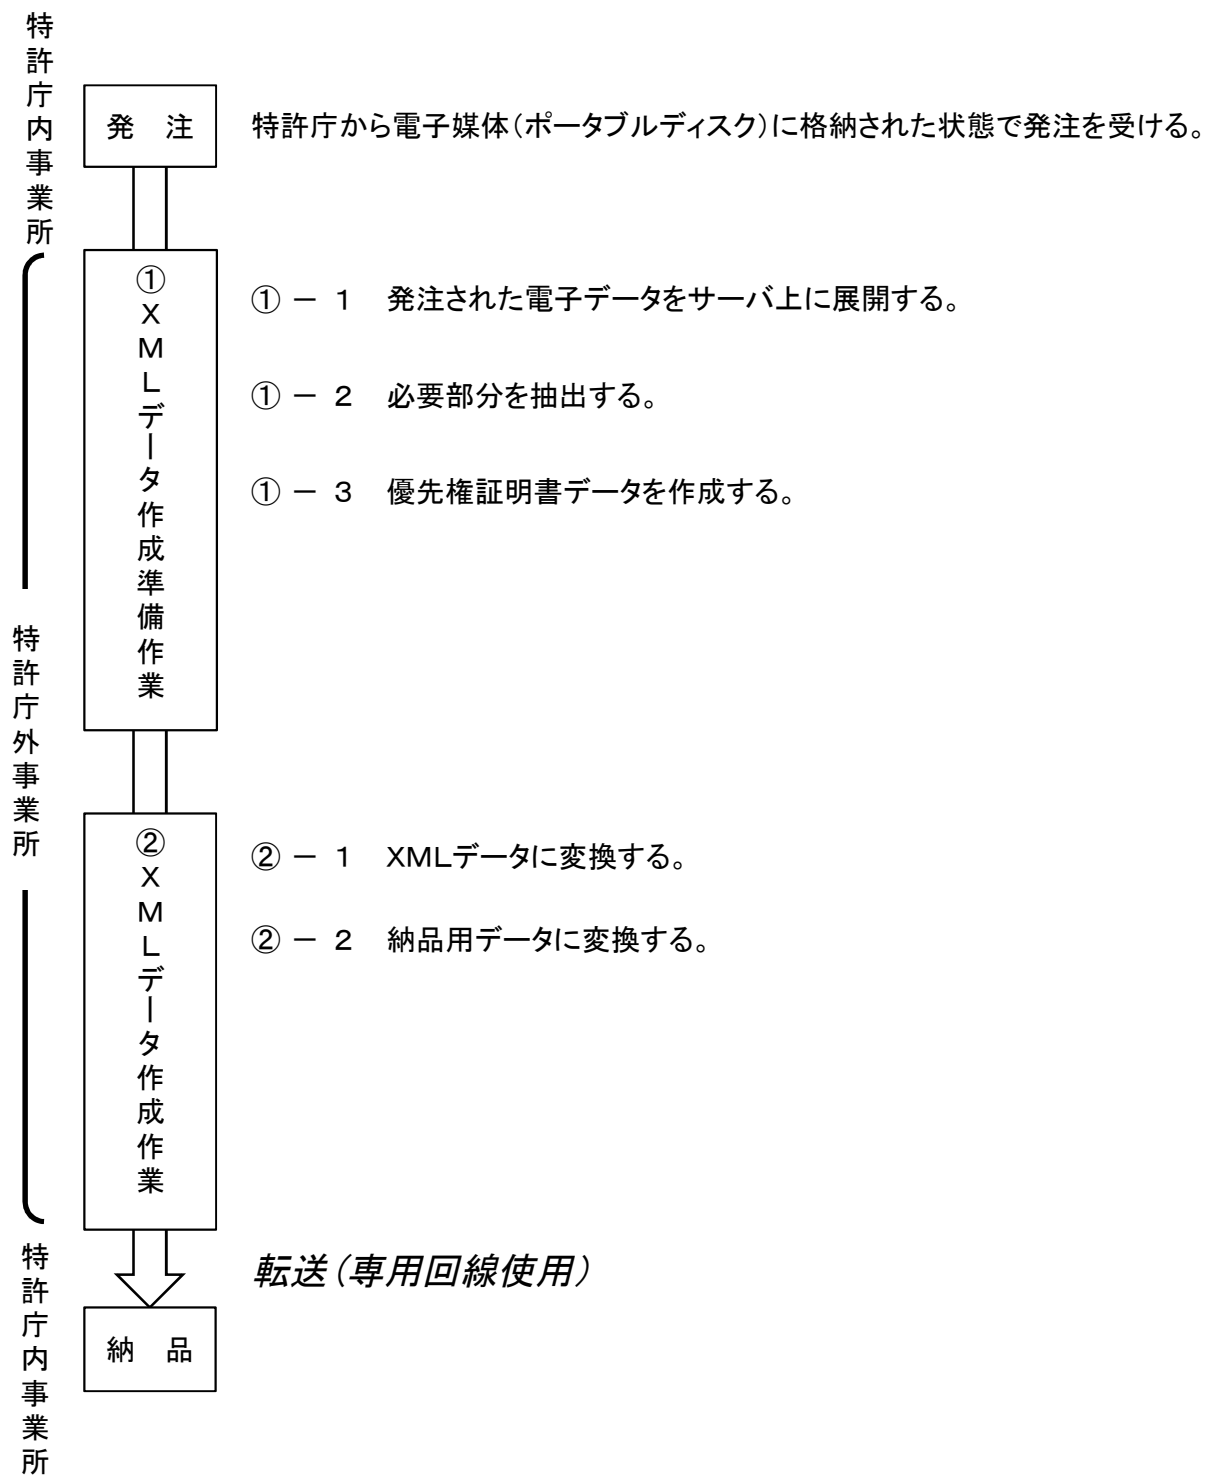 特許庁内事業所
発　注
特許庁から電子媒体（ポータブルディスク）に格納された状態で発注を受ける。
特許庁外事業所
①XMLデータ作成準備作業
①－１　発注された電子データをサーバ上に展開する。
①－２　必要部分を抽出する。
①－３　優先権証明書データを作成する。
②XMLデータ作成作業
②－１　XMLデータに変換する。
②－２　納品用データに変換する。
転送（専用回線使用）
特許庁内事業所
納　品